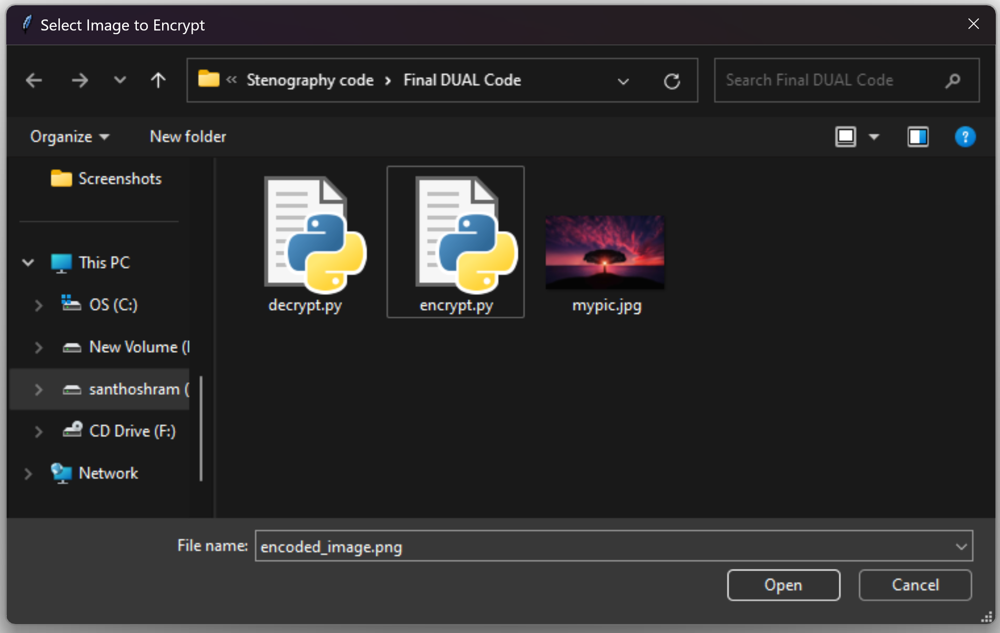 Select Image to Encrypt
« Stenography code › Final DUAL Code
Search Final DUAL Code
Organize
New folder
?
Screenshots
This PC
OS (C:)
New Volume (
santhoshram (
CD Drive (F:)
Network
decrypt.py
encrypt.py
mypic.jpg
File name: encoded_image.png
Open
Cancel